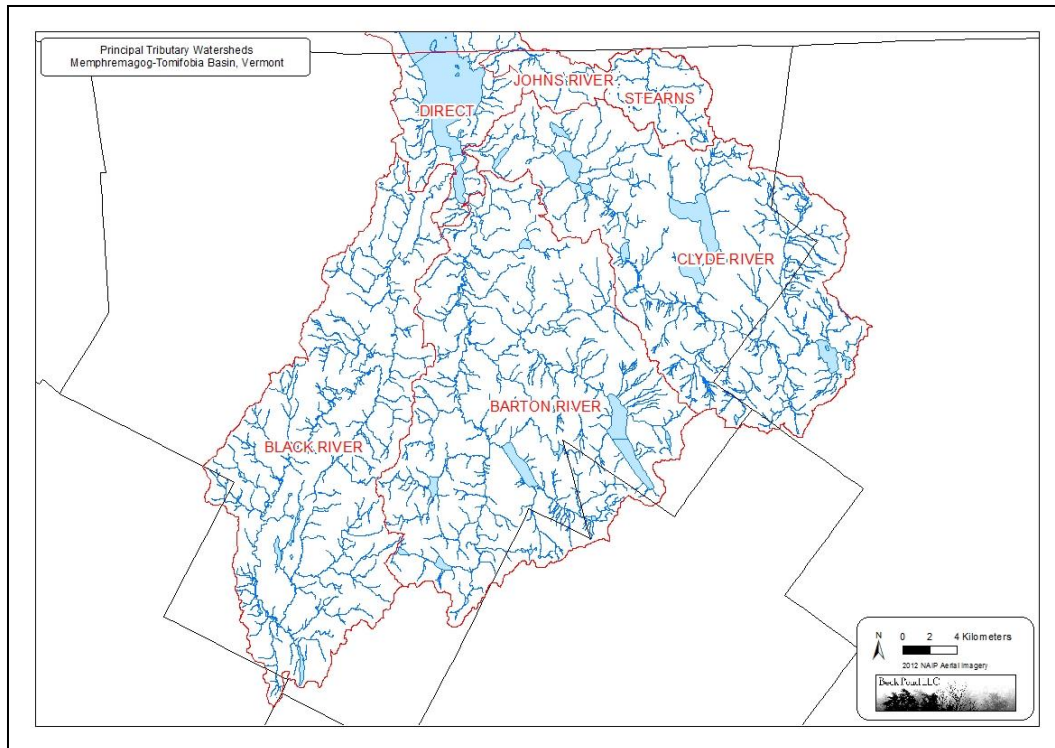 Principal Tributary Watersheds
Memphremagog-Tomifobia Basin, Vermont
JOHNS RIVER
STEARNS
DIRECT
CLYDE RIVER
BARTON RIVER
BLACK RIVER
N
0 2 4 Kilometers
2012 NAIP Aerial Imagery
Beck Pond LLC